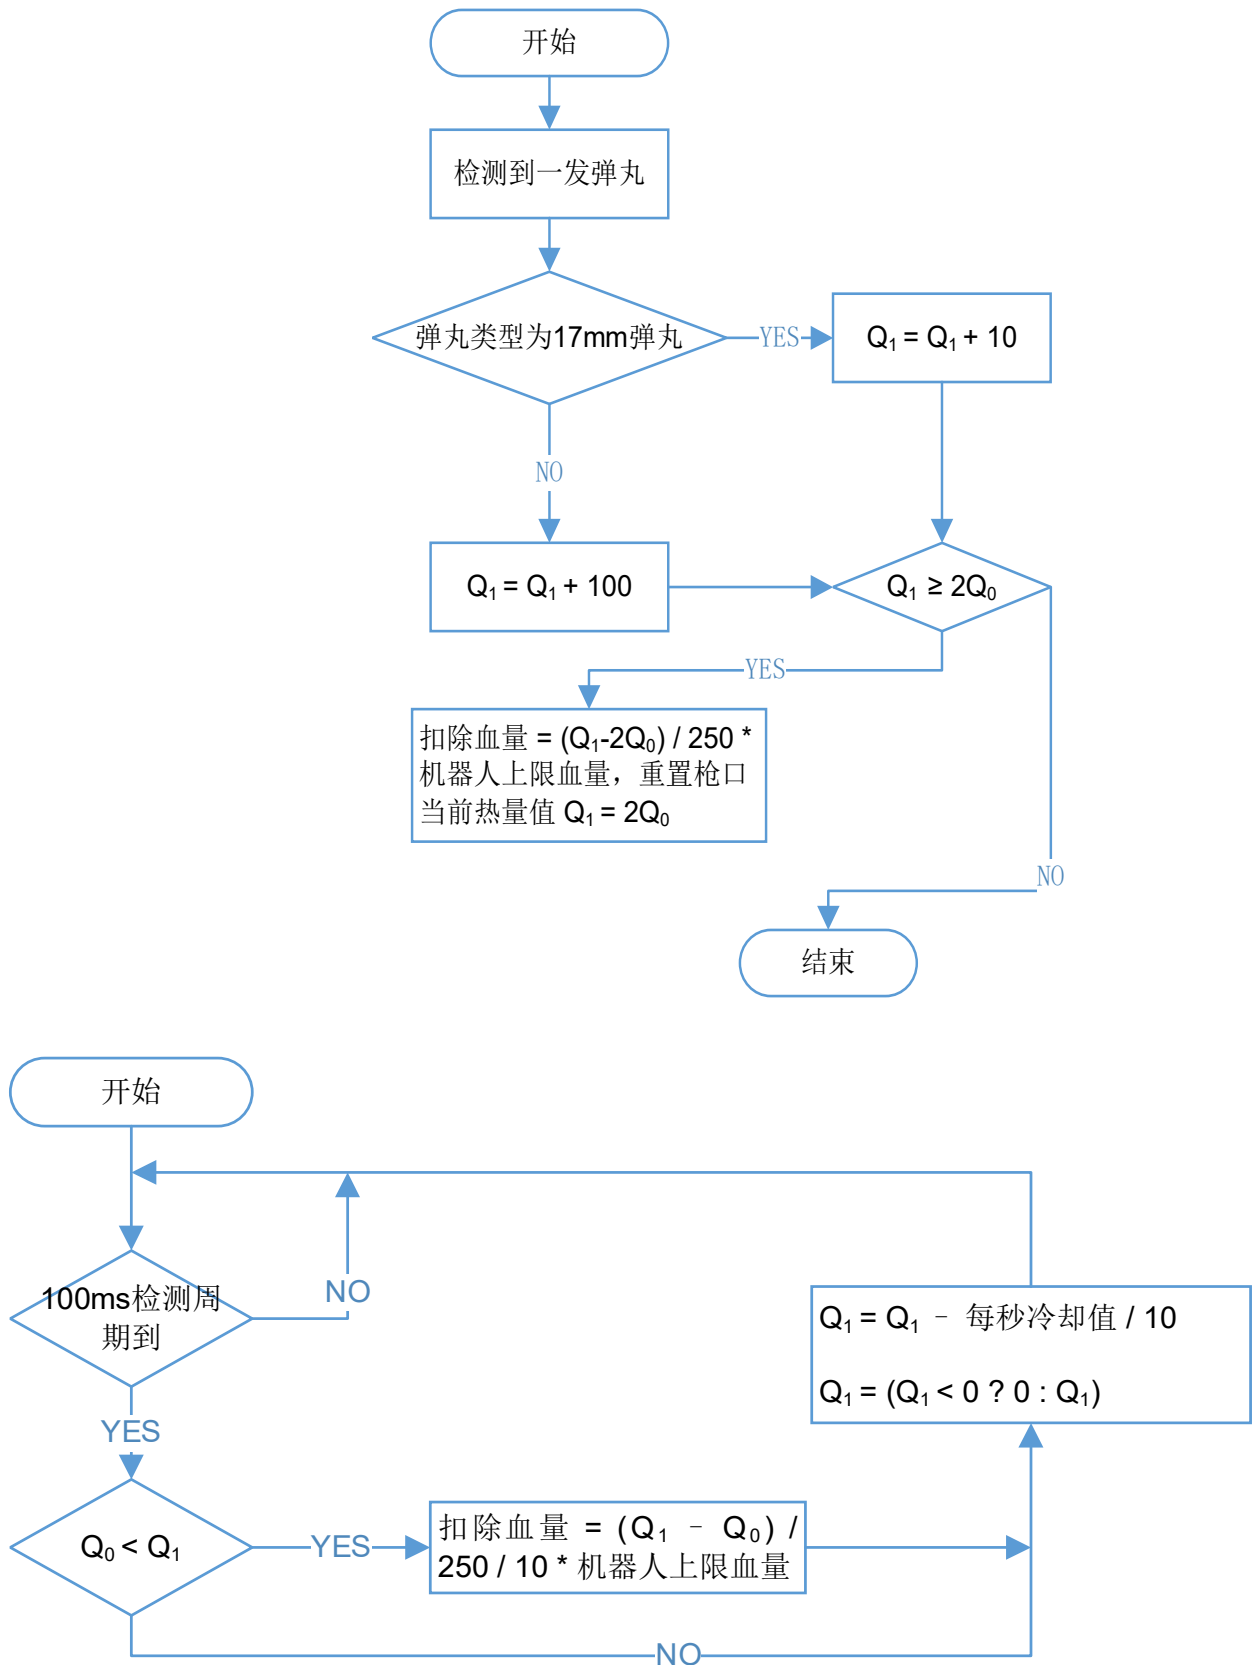 开始
检测到一发弹丸
弹丸类型为17mm弹丸
YES
Q₁ = Q₁ + 10
NO
Q₁ = Q₁ + 100
Q₁ ≥ 2Q₀
YES
扣除血量 = (Q₁-2Q₀) / 250 *
机器人上限血量，重置枪口
当前热量值 Q₁ = 2Q₀
NO
结束
开始
100ms检测周
期到
NO
YES
Q₀ < Q₁
YES
扣除血量 = (Q₁ - Q₀) /
250 / 10 * 机器人上限血量
NO
Q₁ = Q₁ - 每秒冷却值 / 10
Q₁ = (Q₁ < 0 ? 0 : Q₁)